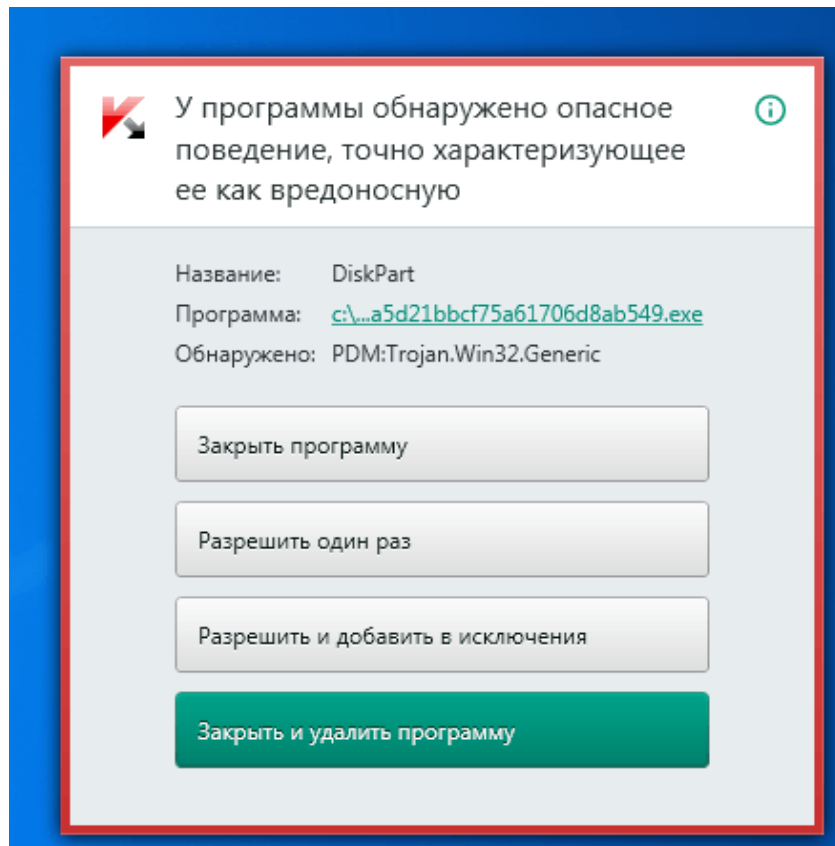 У программы обнаружено опасное
поведение, точно характеризующее
ее как вредоносную
Название: DiskPart
Программа: c:\...a5d21bbcf75a61706d8ab549.exe
Обнаружено: PDM:Trojan.Win32.Generic
Закрыть программу
Разрешить один раз
Разрешить и добавить в исключения
Закрыть и удалить программу